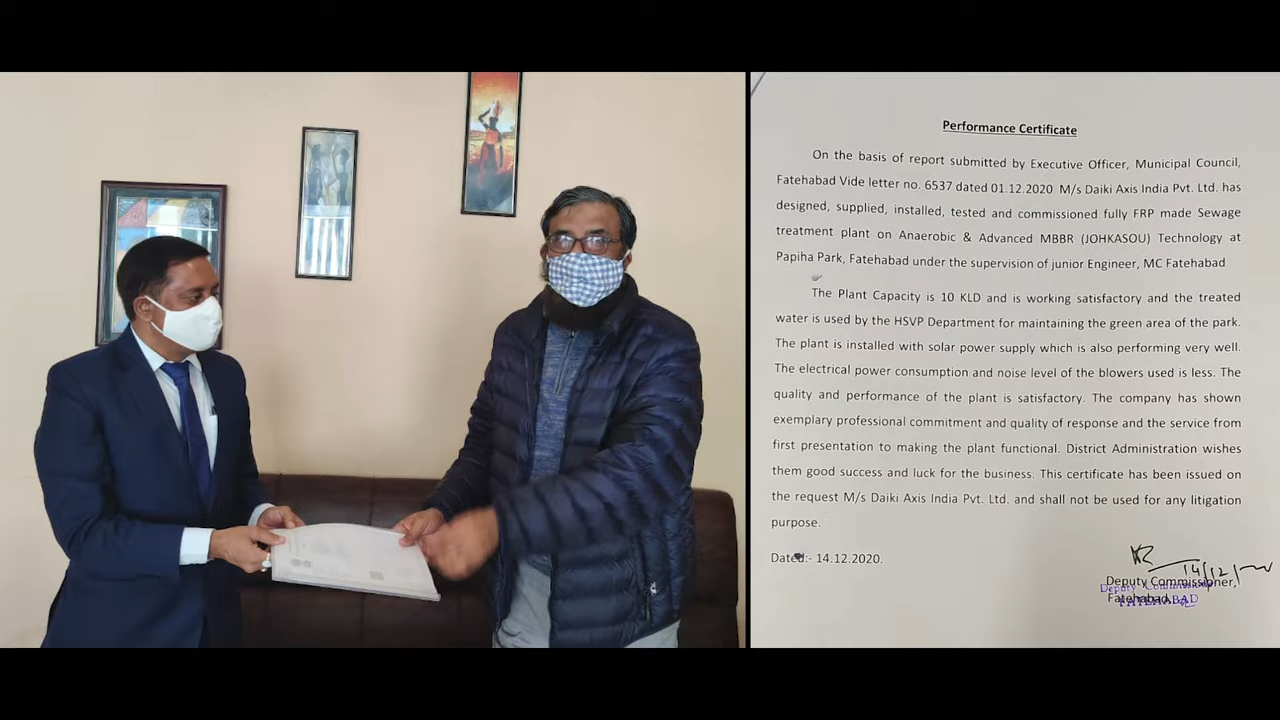 Performance Certificate
On the basis of report submitted by Executive Officer, Municipal Council,
Fatehabad Vide letter no. 6537 dated 01.12.2020 M/s Daiki Axis India Pvt. Ltd. has
designed, supplied, installed, tested and commissioned fully FRP made Sewage
treatment plant on Anaerobic & Advanced MBBR (JOHKASOU) Technology at
Papiha Park, Fatehabad under the supervision of junior Engineer, MC Fatehabad
The Plant Capacity is 10 KLD and is working satisfactory and the treated
water is used by the HSVP Department for maintaining the green area of the park.
The plant is installed with solar power supply which is also performing very well.
The electrical power consumption and noise level of the blowers used is less. The
quality and performance of the plant is satisfactory. The company has shown
exemplary professional commitment and quality of response and the service from
first presentation to making the plant functional. District Administration wishes
them good success and luck for the business. This certificate has been issued on
the request M/s Daiki Axis India Pvt. Ltd. and shall not be used for any litigation
purpose.
Dated:- 14.12.2020.
14/12/
Deputy Commissioner,
Deputy Commissioner
Fatehabad.
FATEHABAD